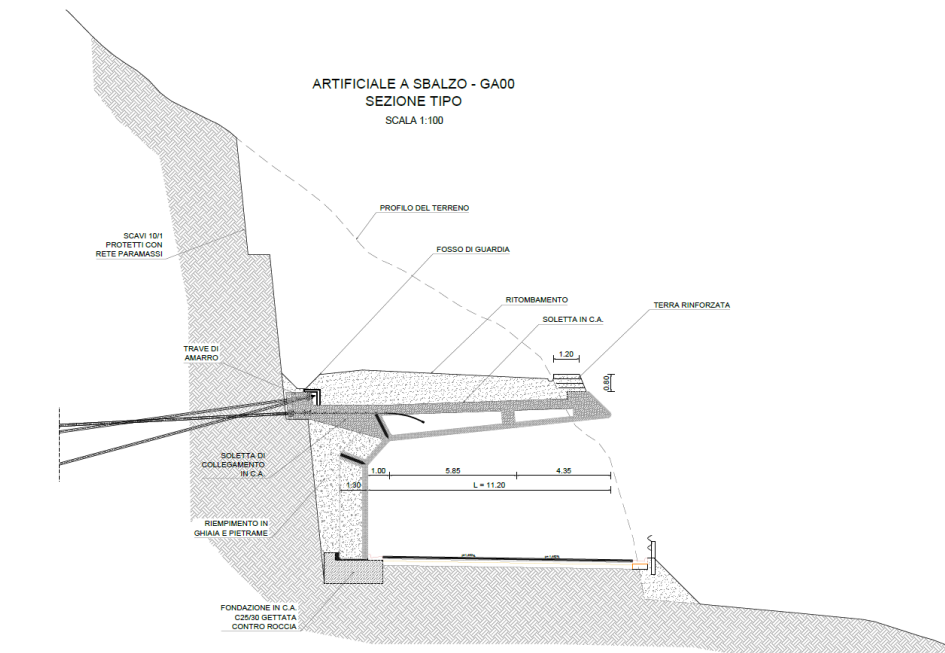 ARTIFICIALE A SBALZO - GA00
SEZIONE TIPO
SCALA 1:100
PROFILO DEL TERRENO
SCAVI 10/1
PROTETTI CON
RETE PARAMASSI
FOSSO DI GUARDIA
RITOMBAMENTO
TERRA RINFORZATA
SOLETTA IN C.A.
TRAVE DI
AMARRO
1.20
0.80
SOLETTA DI
COLLEGAMENTO
IN C.A.
1.00
5.85
4.35
1.30
L = 11.20
RIEMPIMENTO IN
GHIAIA E PIETRAME
FONDAZIONE IN C.A.
C25/30 GETTATA
CONTRO ROCCIA